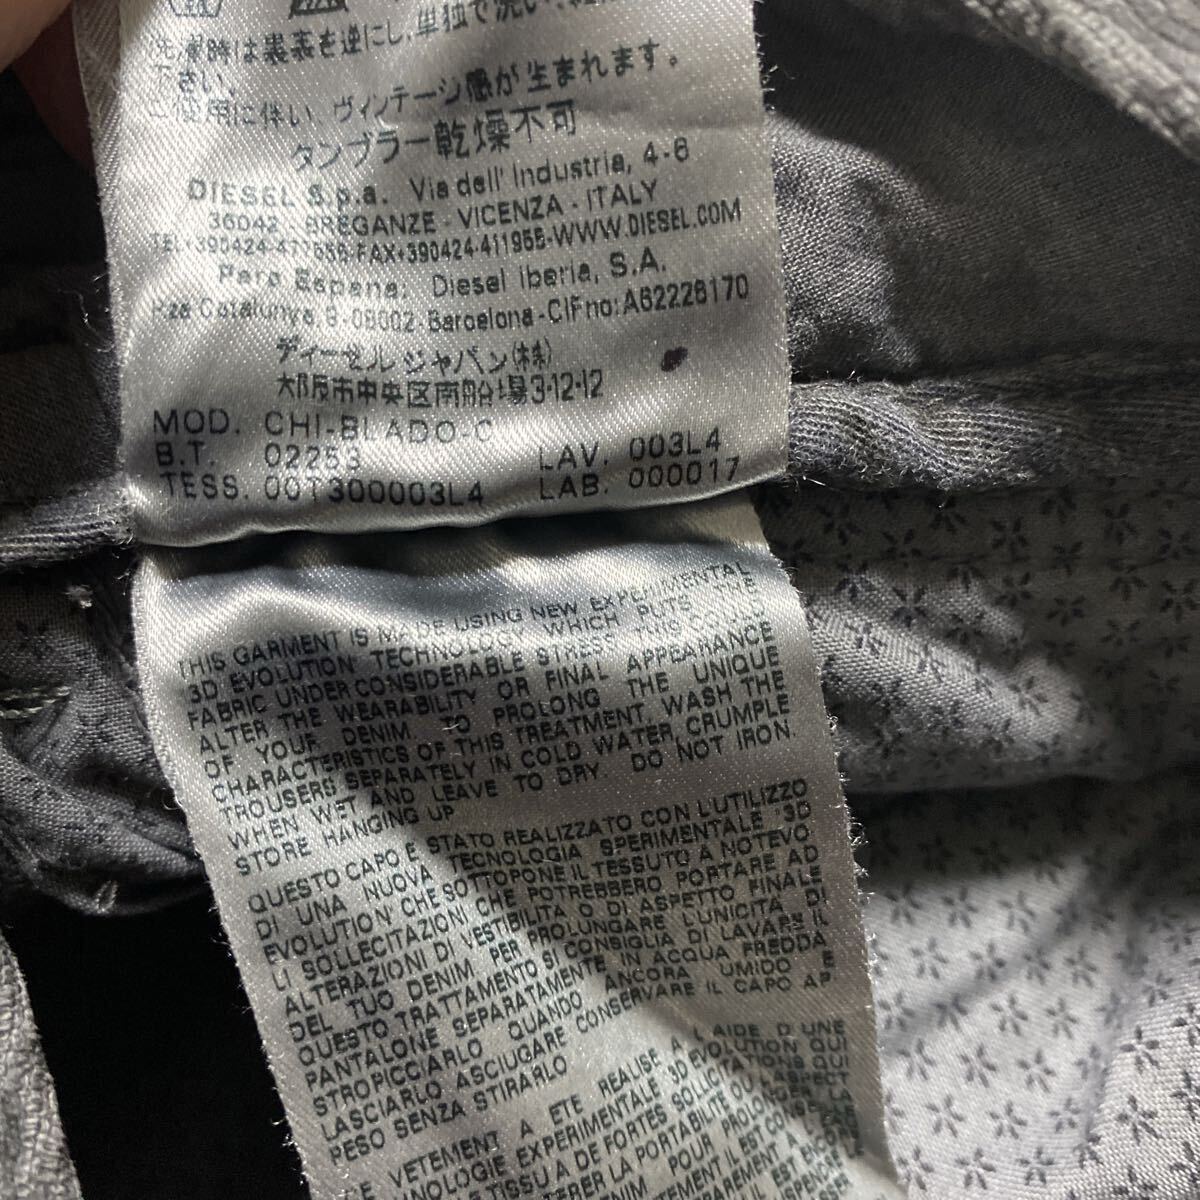 洗濯時は裏表を逆にし、単独で洗い、
下さい。
ご使用に伴い、ヴィンテージ感が生まれます。
タンブラー乾燥不可
DIESEL S.p.a. Via dell' Industria, 4-6
36042 BREGANZE - VICENZA - ITALY
FAX+390424-411955-WWW.DIESEL.COM
Para Espana: Diesel Iberia, S.A.
Pza Catalunya 9-08002-Barcelona-CIF no: A62226170
ディーゼル ジャパン(株)
大阪市中央区南船場3-12-12
MOD. CHI-BLADO-C
B.T. 02253 LAV. 003L4
TESS. 00T300003L4 LAB. 000017
THIS GARMENT IS MADE USING NEW EXPERIMENTAL
'3D EVOLUTION' TECHNOLOGY WHICH PUTS THE
FABRIC UNDER CONSIDERABLE STRESS THIS COULD
ALTER THE WEARABILITY OR FINAL APPEARANCE
OF YOUR DENIM. TO PROLONG THE UNIQUE
CHARACTERISTICS OF THIS TREATMENT, WASH THE
TROUSERS SEPARATELY IN COLD WATER, CRUMPLE
WHEN WET AND LEAVE TO DRY. DO NOT IRON.
STORE HANGING UP
QUESTO CAPO E' STATO REALIZZATO CON L'UTILIZZO
DI UNA NUOVA TECNOLOGIA SPERIMENTALE '3D
EVOLUTION' CHE SOTTOPONE IL TESSUTO A NOTEVO
LI SOLLECITAZIONI CHE POTREBBERO PORTARE AD
ALTERAZIONI DI VESTIBILITA O DI ASPETTO FINALE
DEL TUO DENIM. PER PROLUNGARE L'UNICITA DI
QUESTO TRATTAMENTO SI CONSIGLIA DI LAVARE IL
PANTALONE SEPARATAMENTE IN ACQUA FREDDA
STROPICCIARLO QUANDO ANCORA UMIDO E
LASCIARLO ASCIUGARE CONSERVARE IL CAPO AP
PESO SENZA STIRARLO
VETEMENT A ETE REALISE A L'AIDE D'UNE
EXPERIMENTALE '3D EVOLUTION' QUI
TISSU A DE FORTES SOLLICITATIONS QUI
LA PORTABILITE OU
POUR PROLONGER